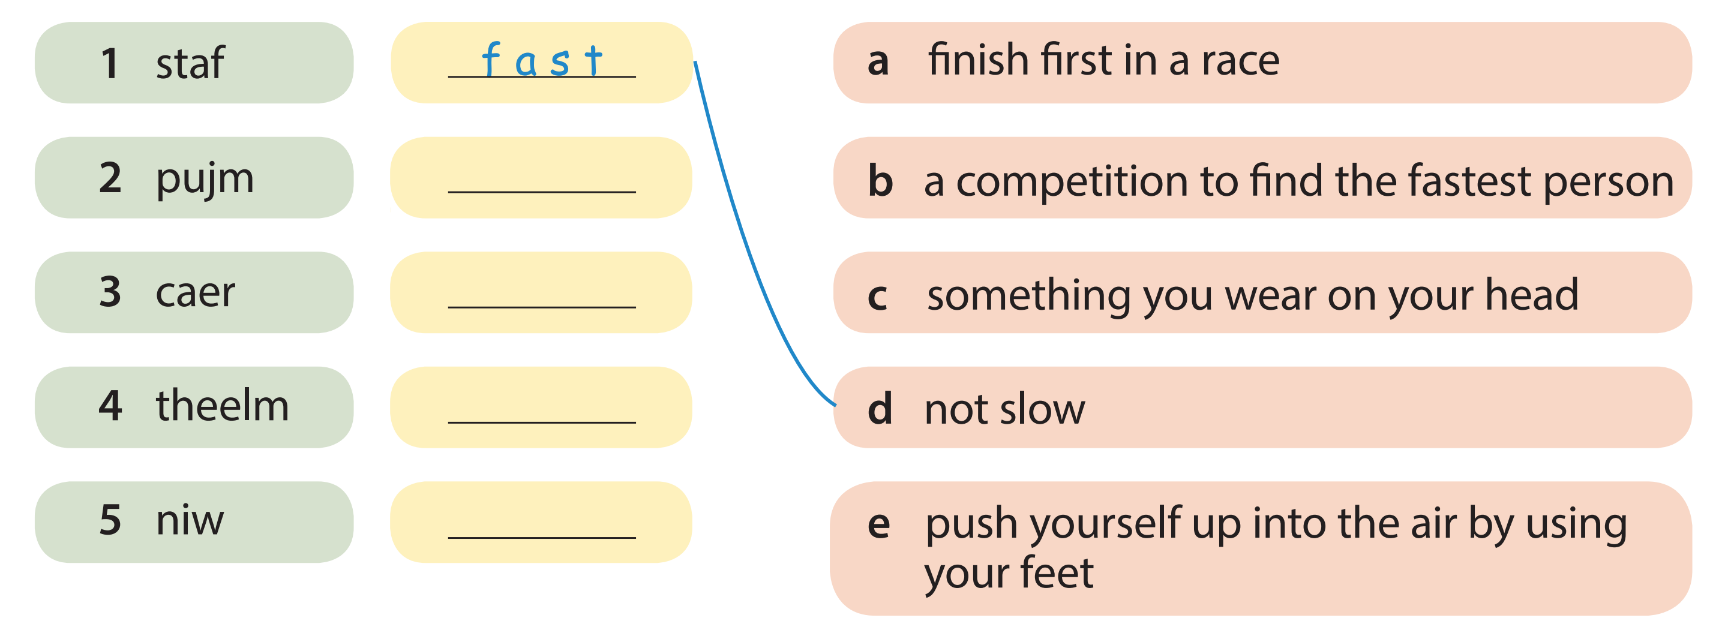 1 staf
fast
a finish first in a race
2 pujm
b a competition to find the fastest person
3 caer
c something you wear on your head
4 theelm
d not slow
5 niw
e push yourself up into the air by using
your feet